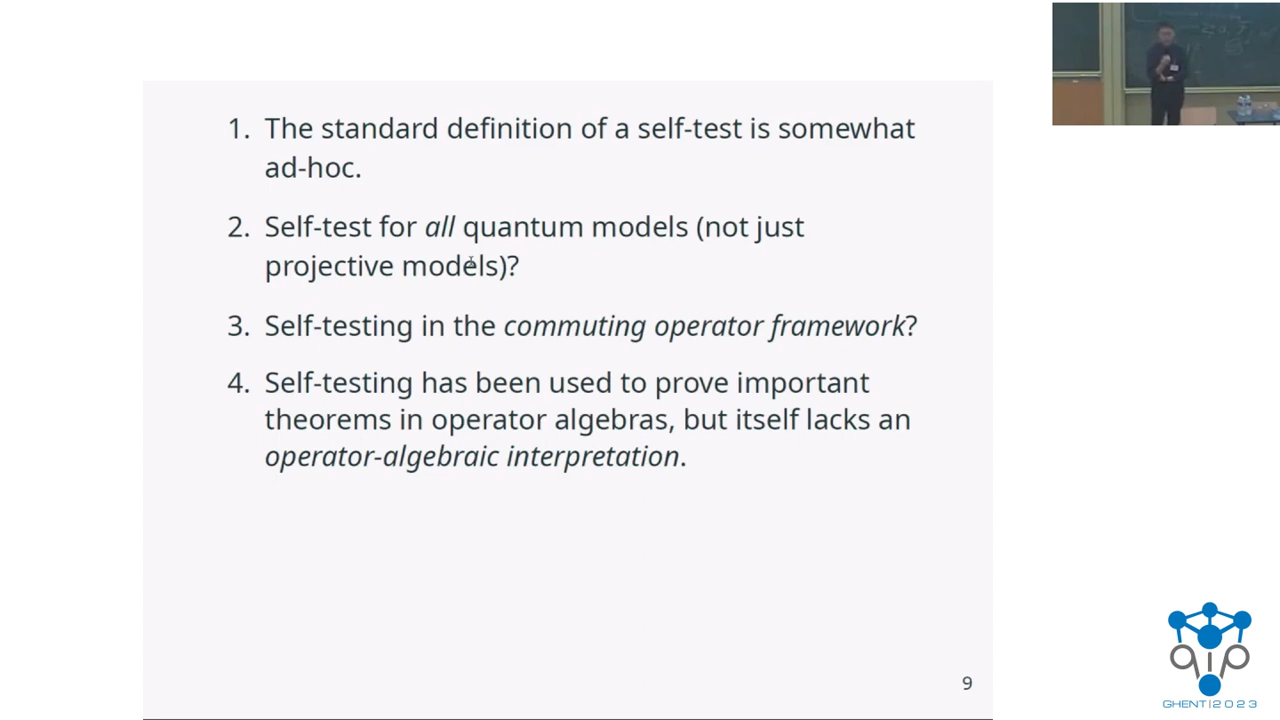 1. The standard definition of a self-test is somewhat
ad-hoc.
2. Self-test for all quantum models (not just
projective models)?
3. Self-testing in the commuting operator framework?
4. Self-testing has been used to prove important
theorems in operator algebras, but itself lacks an
operator-algebraic interpretation.
9
qip
GHENT|2023